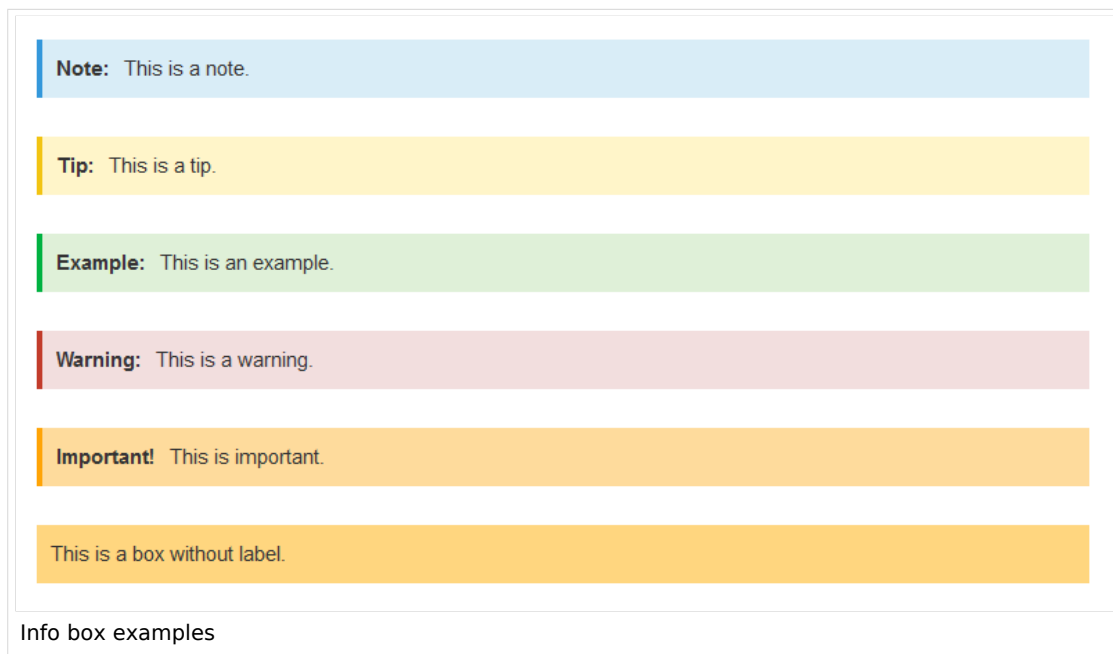 Note: This is a note.
Tip: This is a tip.
Example: This is an example.
Warning: This is a warning.
Important! This is important.
This is a box without label.
Info box examples